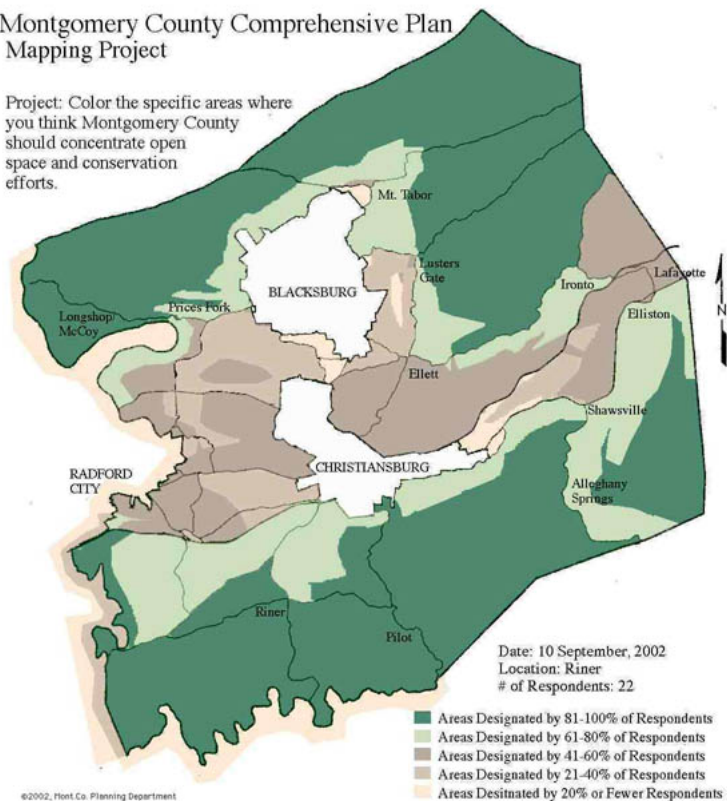 Montgomery County Comprehensive Plan
Mapping Project
Project: Color the specific areas where
you think Montgomery County
should concentrate open
space and conservation
efforts.
Mt. Tabor
Lusters
Gate
BLACKSBURG
Ironto
Lafayette
N
Longshop/
McCoy
Prices Fork
Elliston
Ellett
Shawsville
CHRISTIANSBURG
RADFORD
CITY
Alleghany
Springs
Riner
Pilot
Date: 10 September, 2002
Location: Riner
# of Respondents: 22
Areas Designated by 81-100% of Respondents
Areas Designated by 61-80% of Respondents
Areas Designated by 41-60% of Respondents
Areas Designated by 21-40% of Respondents
Areas Desitnated by 20% or Fewer Respondents
©2002, Mont.Co. Planning Department